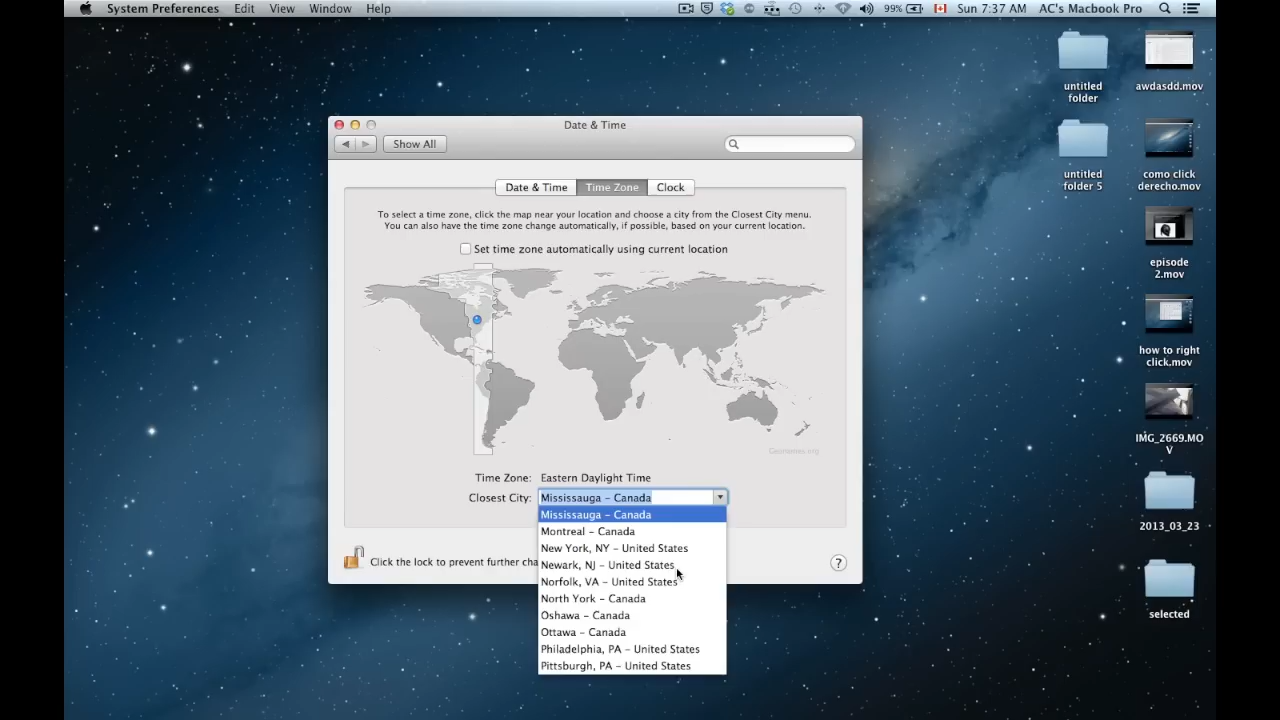 System Preferences Edit View Window Help
99% Sun 7:37 AM AC's Macbook Pro
untitled
folder
awdasdd.mov
untitled
folder 5
como click
derecho.mov
episode
2.mov
how to right
click.mov
IMG_2669.MO
V
2013_03_23
selected
Date & Time
Show All
Date & Time Time Zone Clock
To select a time zone, click the map near your location and choose a city from the Closest City menu.
You can also have the time zone change automatically, if possible, based on your current location.
Set time zone automatically using current location
Geonames.org
Time Zone: Eastern Daylight Time
Closest City: Mississauga – Canada
Mississauga – Canada
Montreal – Canada
New York, NY – United States
Newark, NJ – United States
Norfolk, VA – United States
North York – Canada
Oshawa – Canada
Ottawa – Canada
Philadelphia, PA – United States
Pittsburgh, PA – United States
Click the lock to prevent further cha
?